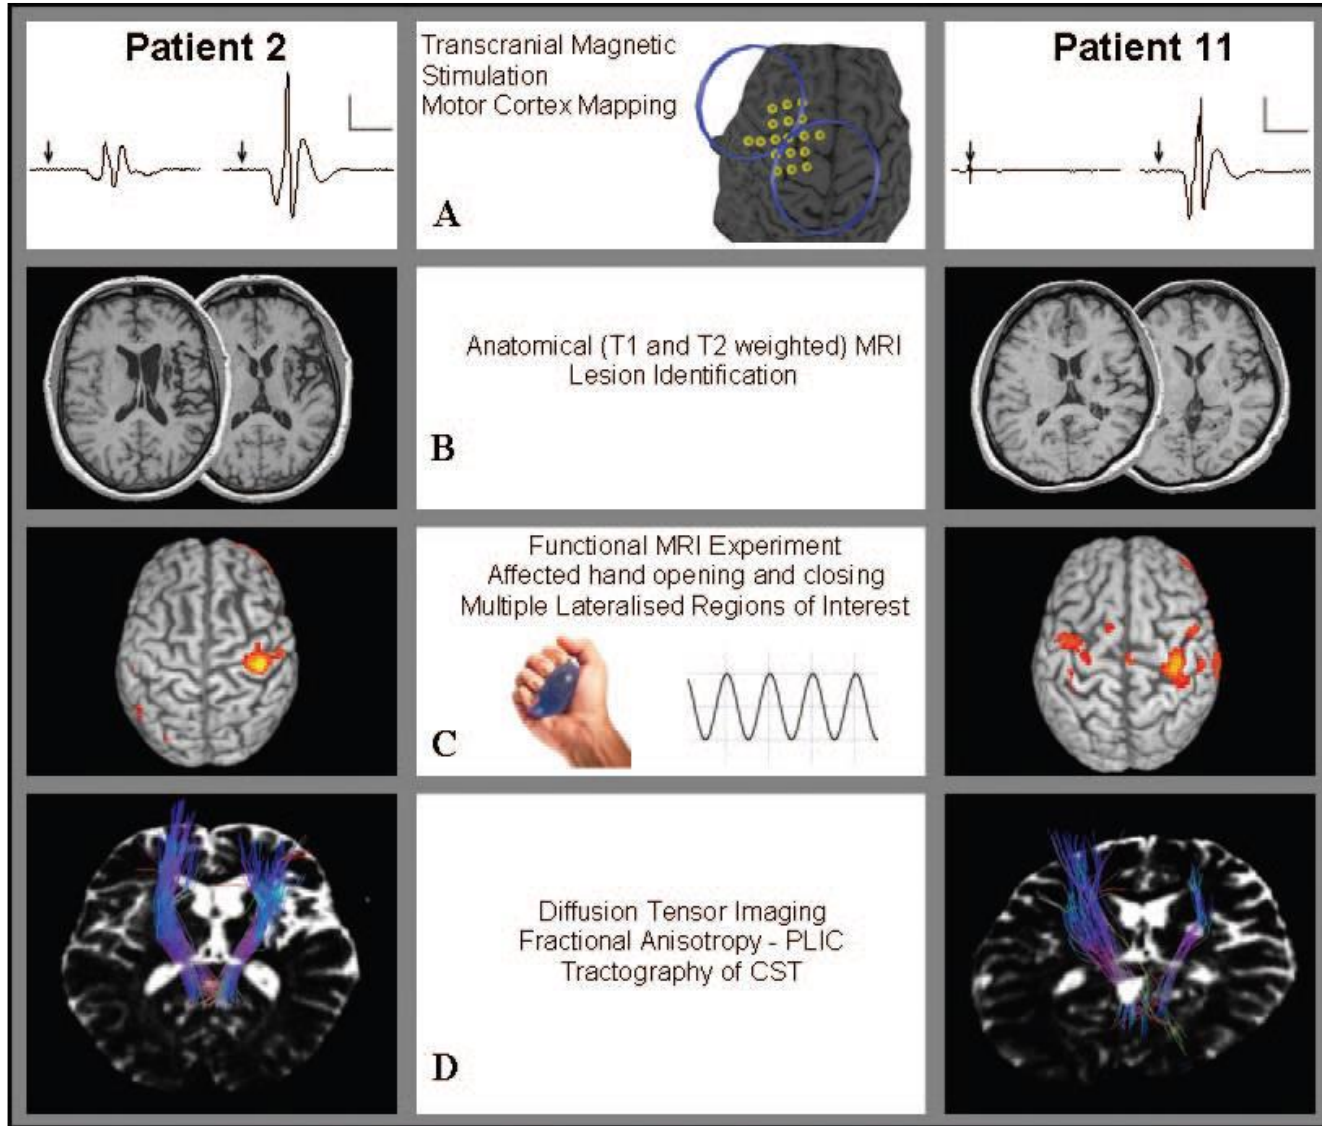 Patient 2
Transcranial Magnetic
Stimulation
Motor Cortex Mapping
A
Patient 11
Anatomical (T1 and T2 weighted) MRI
Lesion Identification
B
Functional MRI Experiment
Affected hand opening and closing
Multiple Lateralised Regions of Interest
C
Diffusion Tensor Imaging
Fractional Anisotropy - PLIC
Tractography of CST
D